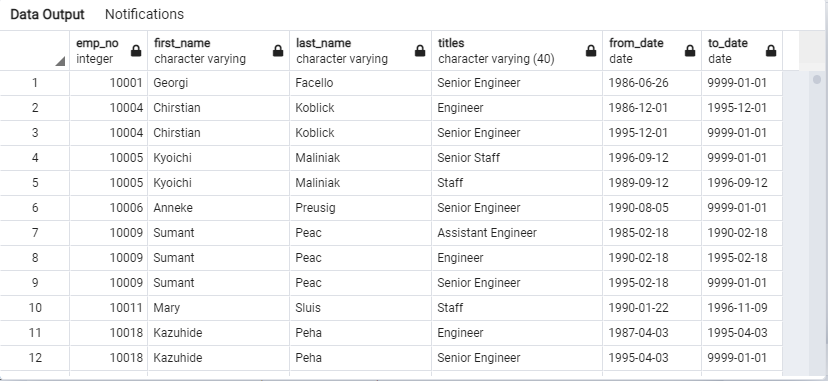 Data Output Notifications
emp_no first_name last_name titles from_date to_date
integer character varying character varying character varying (40) date date
1 10001 Georgi Facello Senior Engineer 1986-06-26 9999-01-01
2 10004 Chirstian Koblick Engineer 1986-12-01 1995-12-01
3 10004 Chirstian Koblick Senior Engineer 1995-12-01 9999-01-01
4 10005 Kyoichi Maliniak Senior Staff 1996-09-12 9999-01-01
5 10005 Kyoichi Maliniak Staff 1989-09-12 1996-09-12
6 10006 Anneke Preusig Senior Engineer 1990-08-05 9999-01-01
7 10009 Sumant Peac Assistant Engineer 1985-02-18 1990-02-18
8 10009 Sumant Peac Engineer 1990-02-18 1995-02-18
9 10009 Sumant Peac Senior Engineer 1995-02-18 9999-01-01
10 10011 Mary Sluis Staff 1990-01-22 1996-11-09
11 10018 Kazuhide Peha Engineer 1987-04-03 1995-04-03
12 10018 Kazuhide Peha Senior Engineer 1995-04-03 9999-01-01